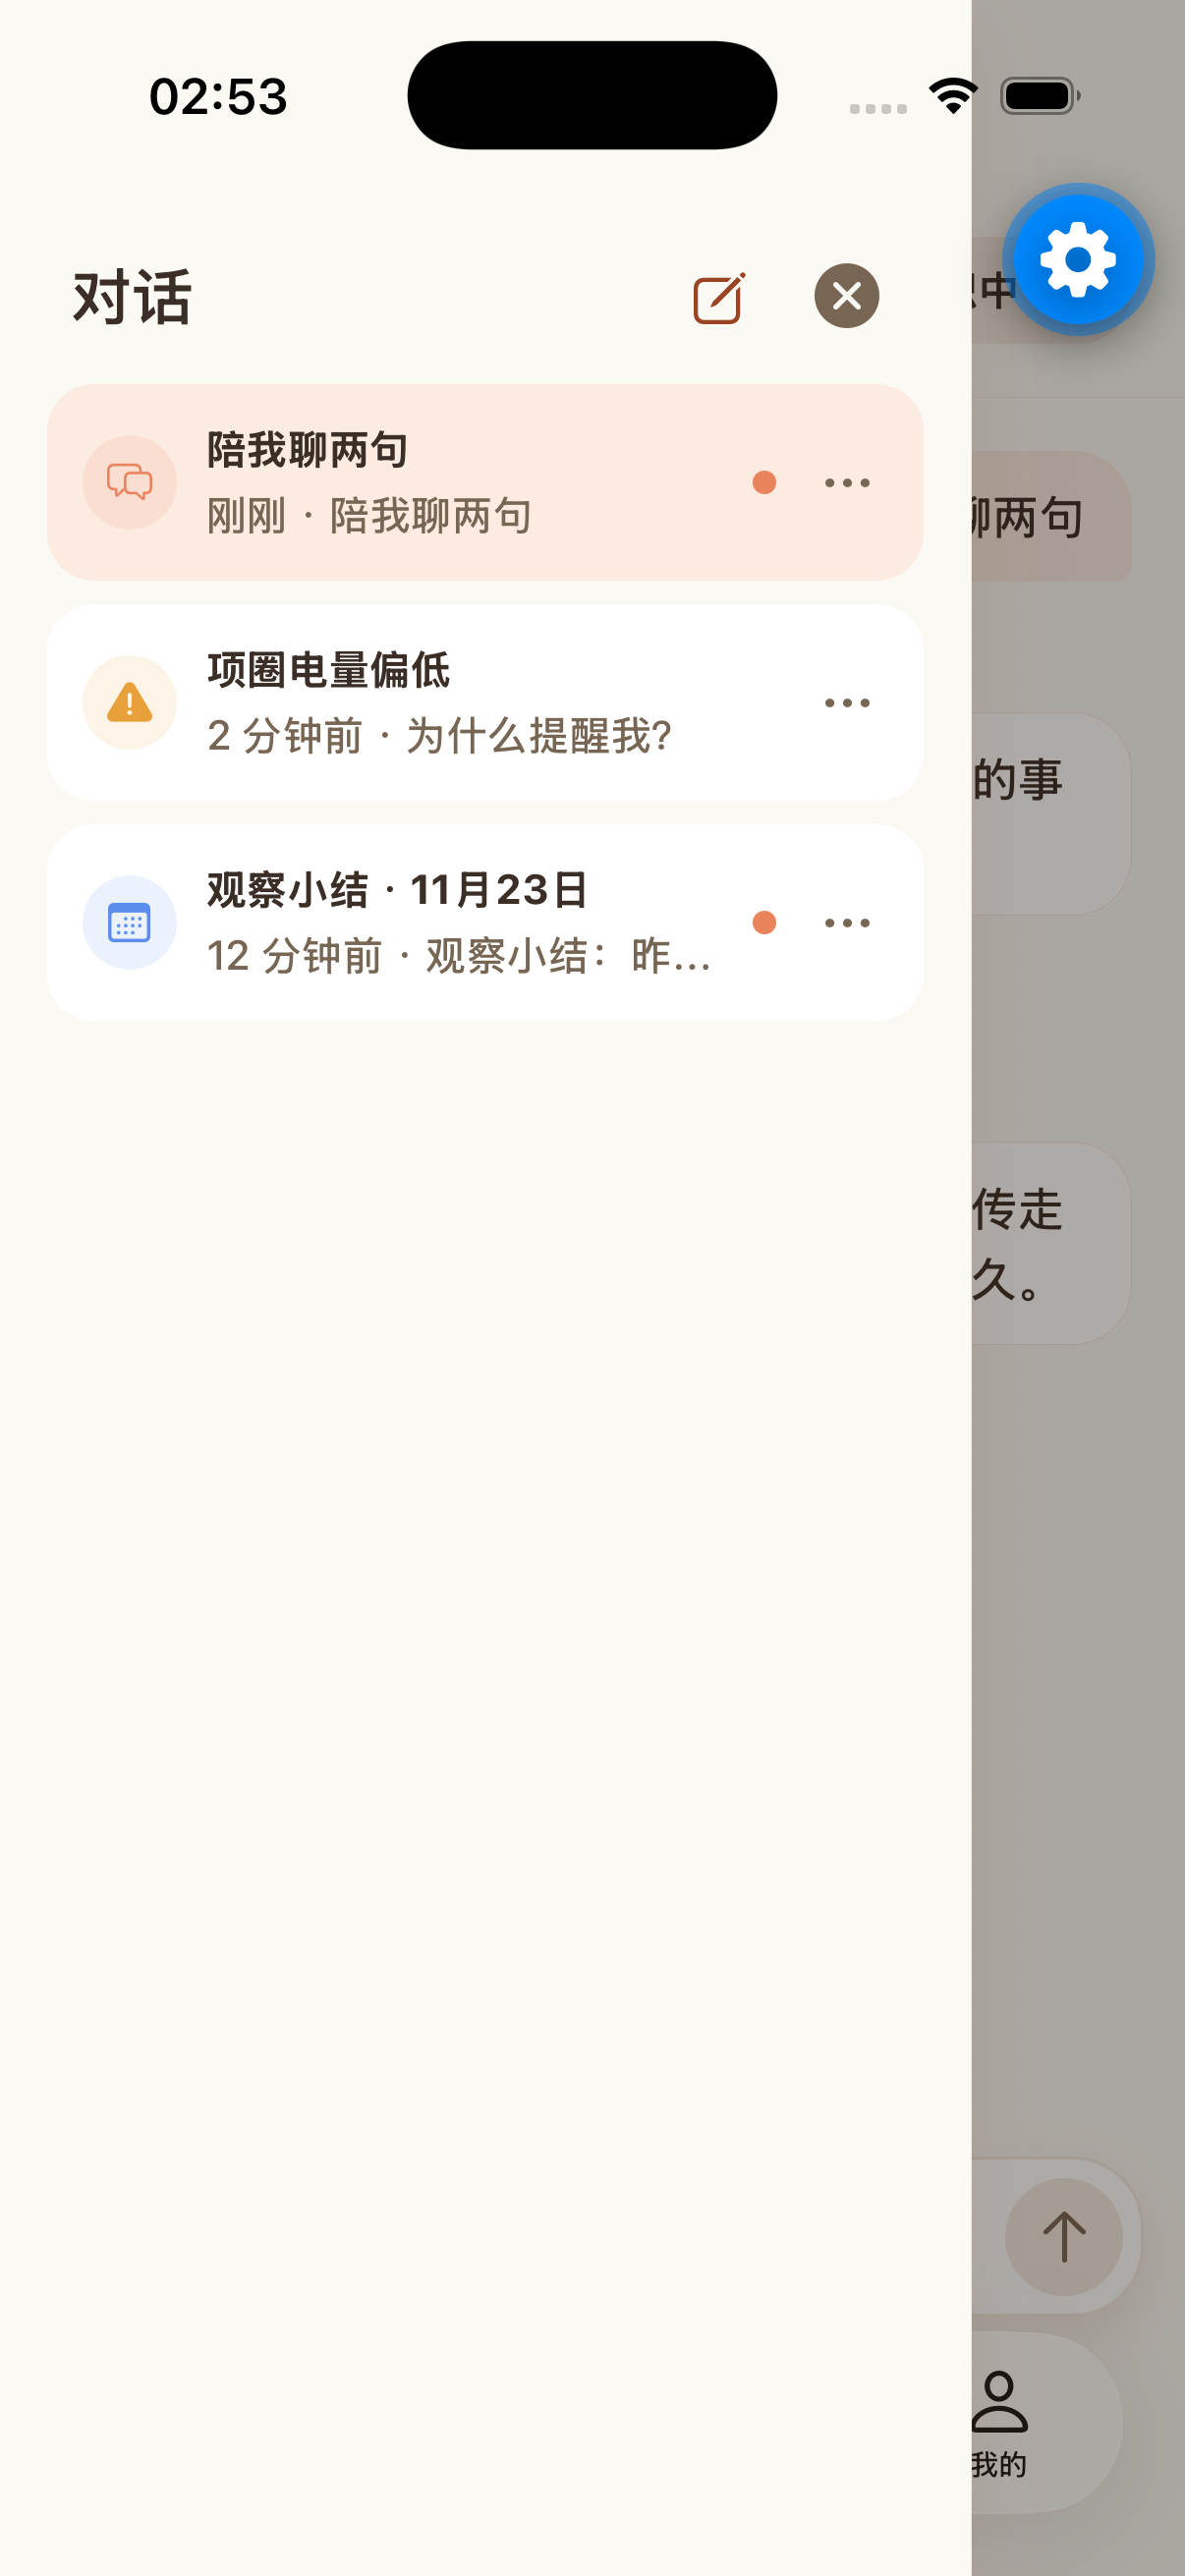 02:53
对话
中
陪我聊两句
刚刚 · 陪我聊两句
聊两句
项圈电量偏低
2 分钟前 · 为什么提醒我?
的事
观察小结 · 11月23日
12 分钟前 · 观察小结：昨...
传走
久。
我的